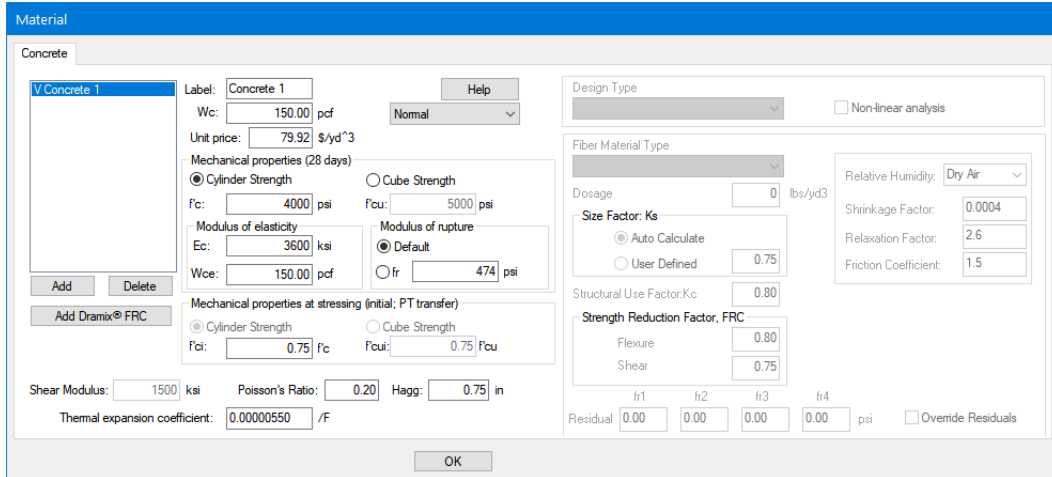 Material
Concrete
V Concrete 1
Add Delete
Add Dramix® FRC
Label: Concrete 1 Help
Wc: 150.00 pcf Normal
Unit price: 79.92 $/yd^3
Mechanical properties (28 days)
Cylinder Strength Cube Strength
f'c: 4000 psi f'cu: 5000 psi
Modulus of elasticity Modulus of rupture
Ec: 3600 ksi Default
Wce: 150.00 pcf fr 474 psi
Mechanical properties at stressing (initial; PT transfer)
Cylinder Strength Cube Strength
f'ci: 0.75 f'c f'cui: 0.75 f'cu
Shear Modulus: 1500 ksi Poisson's Ratio: 0.20 Hagg: 0.75 in
Thermal expansion coefficient: 0.00000550 /F
Design Type
Non-linear analysis
Fiber Material Type
Dosage 0 lbs/yd3
Size Factor: Ks
Auto Calculate
User Defined 0.75
Structural Use Factor:Kc 0.80
Strength Reduction Factor, FRC
Flexure 0.80
Shear 0.75
Relative Humidity: Dry Air
Shrinkage Factor: 0.0004
Relaxation Factor: 2.6
Friction Coefficient: 1.5
fr1 fr2 fr3 fr4
Residual 0.00 0.00 0.00 0.00 psi Override Residuals
OK